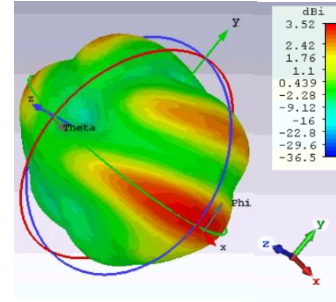 dBi
3.52
2.42
1.76
1.1
0.439
-2.28
-9.12
-16
-22.8
-29.6
-36.5
y
z
Theta
Phi
x
y
z
x